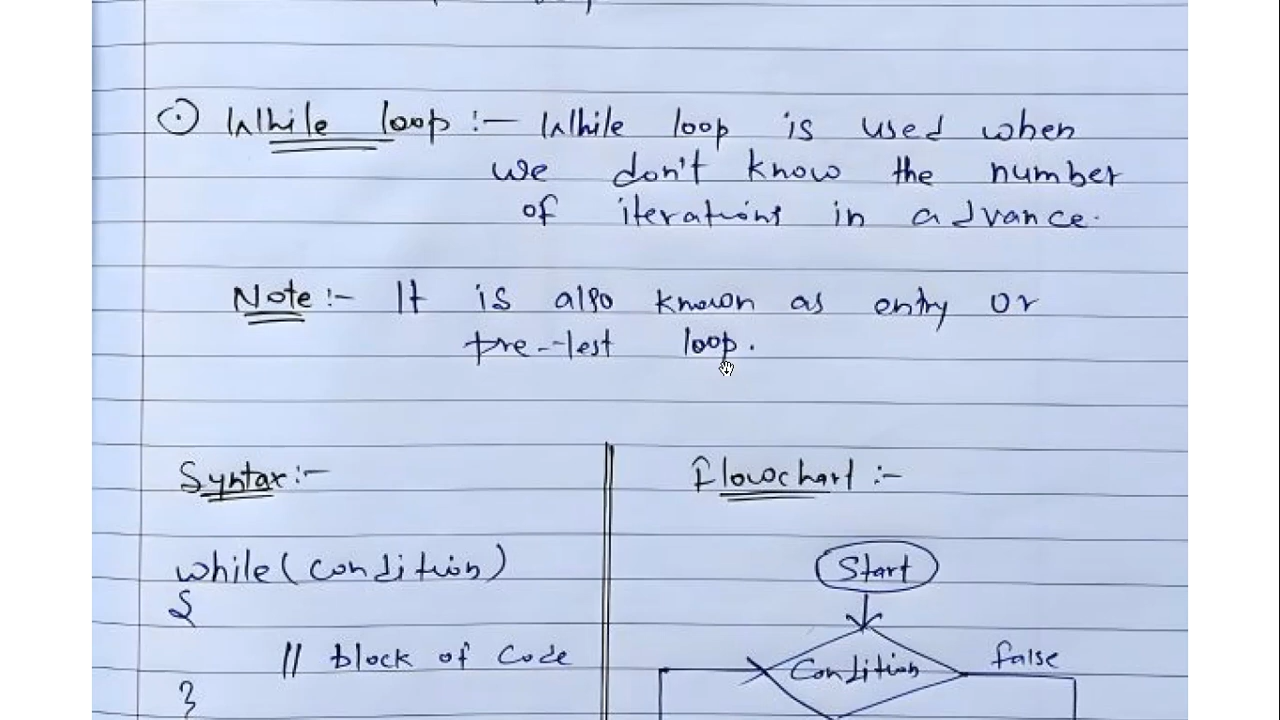 ⊙ While loop :- While loop is used when
we don't know the number
of iterations in advance.
Note :- It is also known as entry or
pre-test loop.
Syntax :-
while (condition)
{
// block of code
}
Flowchart :-
Start
Condition
false